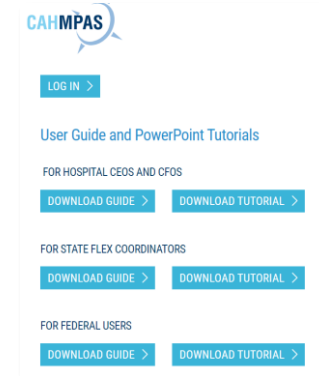 CAHMPAS
LOG IN >
User Guide and PowerPoint Tutorials
FOR HOSPITAL CEOS AND CFOS
DOWNLOAD GUIDE > DOWNLOAD TUTORIAL >
FOR STATE FLEX COORDINATORS
DOWNLOAD GUIDE > DOWNLOAD TUTORIAL >
FOR FEDERAL USERS
DOWNLOAD GUIDE > DOWNLOAD TUTORIAL >